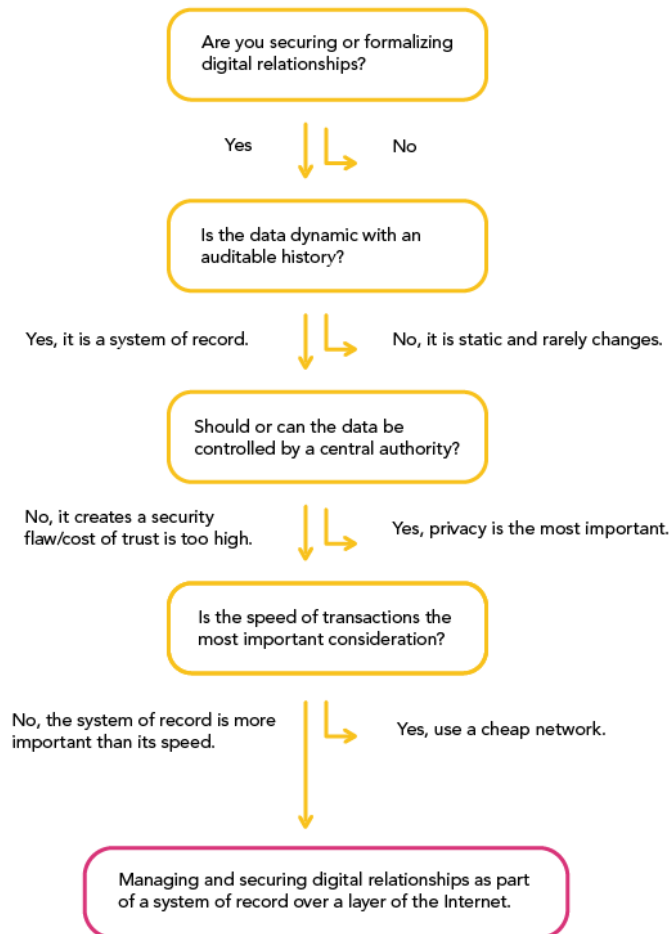 Are you securing or formalizing
digital relationships?
Yes
No
Is the data dynamic with an
auditable history?
Yes, it is a system of record.
No, it is static and rarely changes.
Should or can the data be
controlled by a central authority?
No, it creates a security
flaw/cost of trust is too high.
Yes, privacy is the most important.
Is the speed of transactions the
most important consideration?
No, the system of record is more
important than its speed.
Yes, use a cheap network.
Managing and securing digital relationships as part
of a system of record over a layer of the Internet.